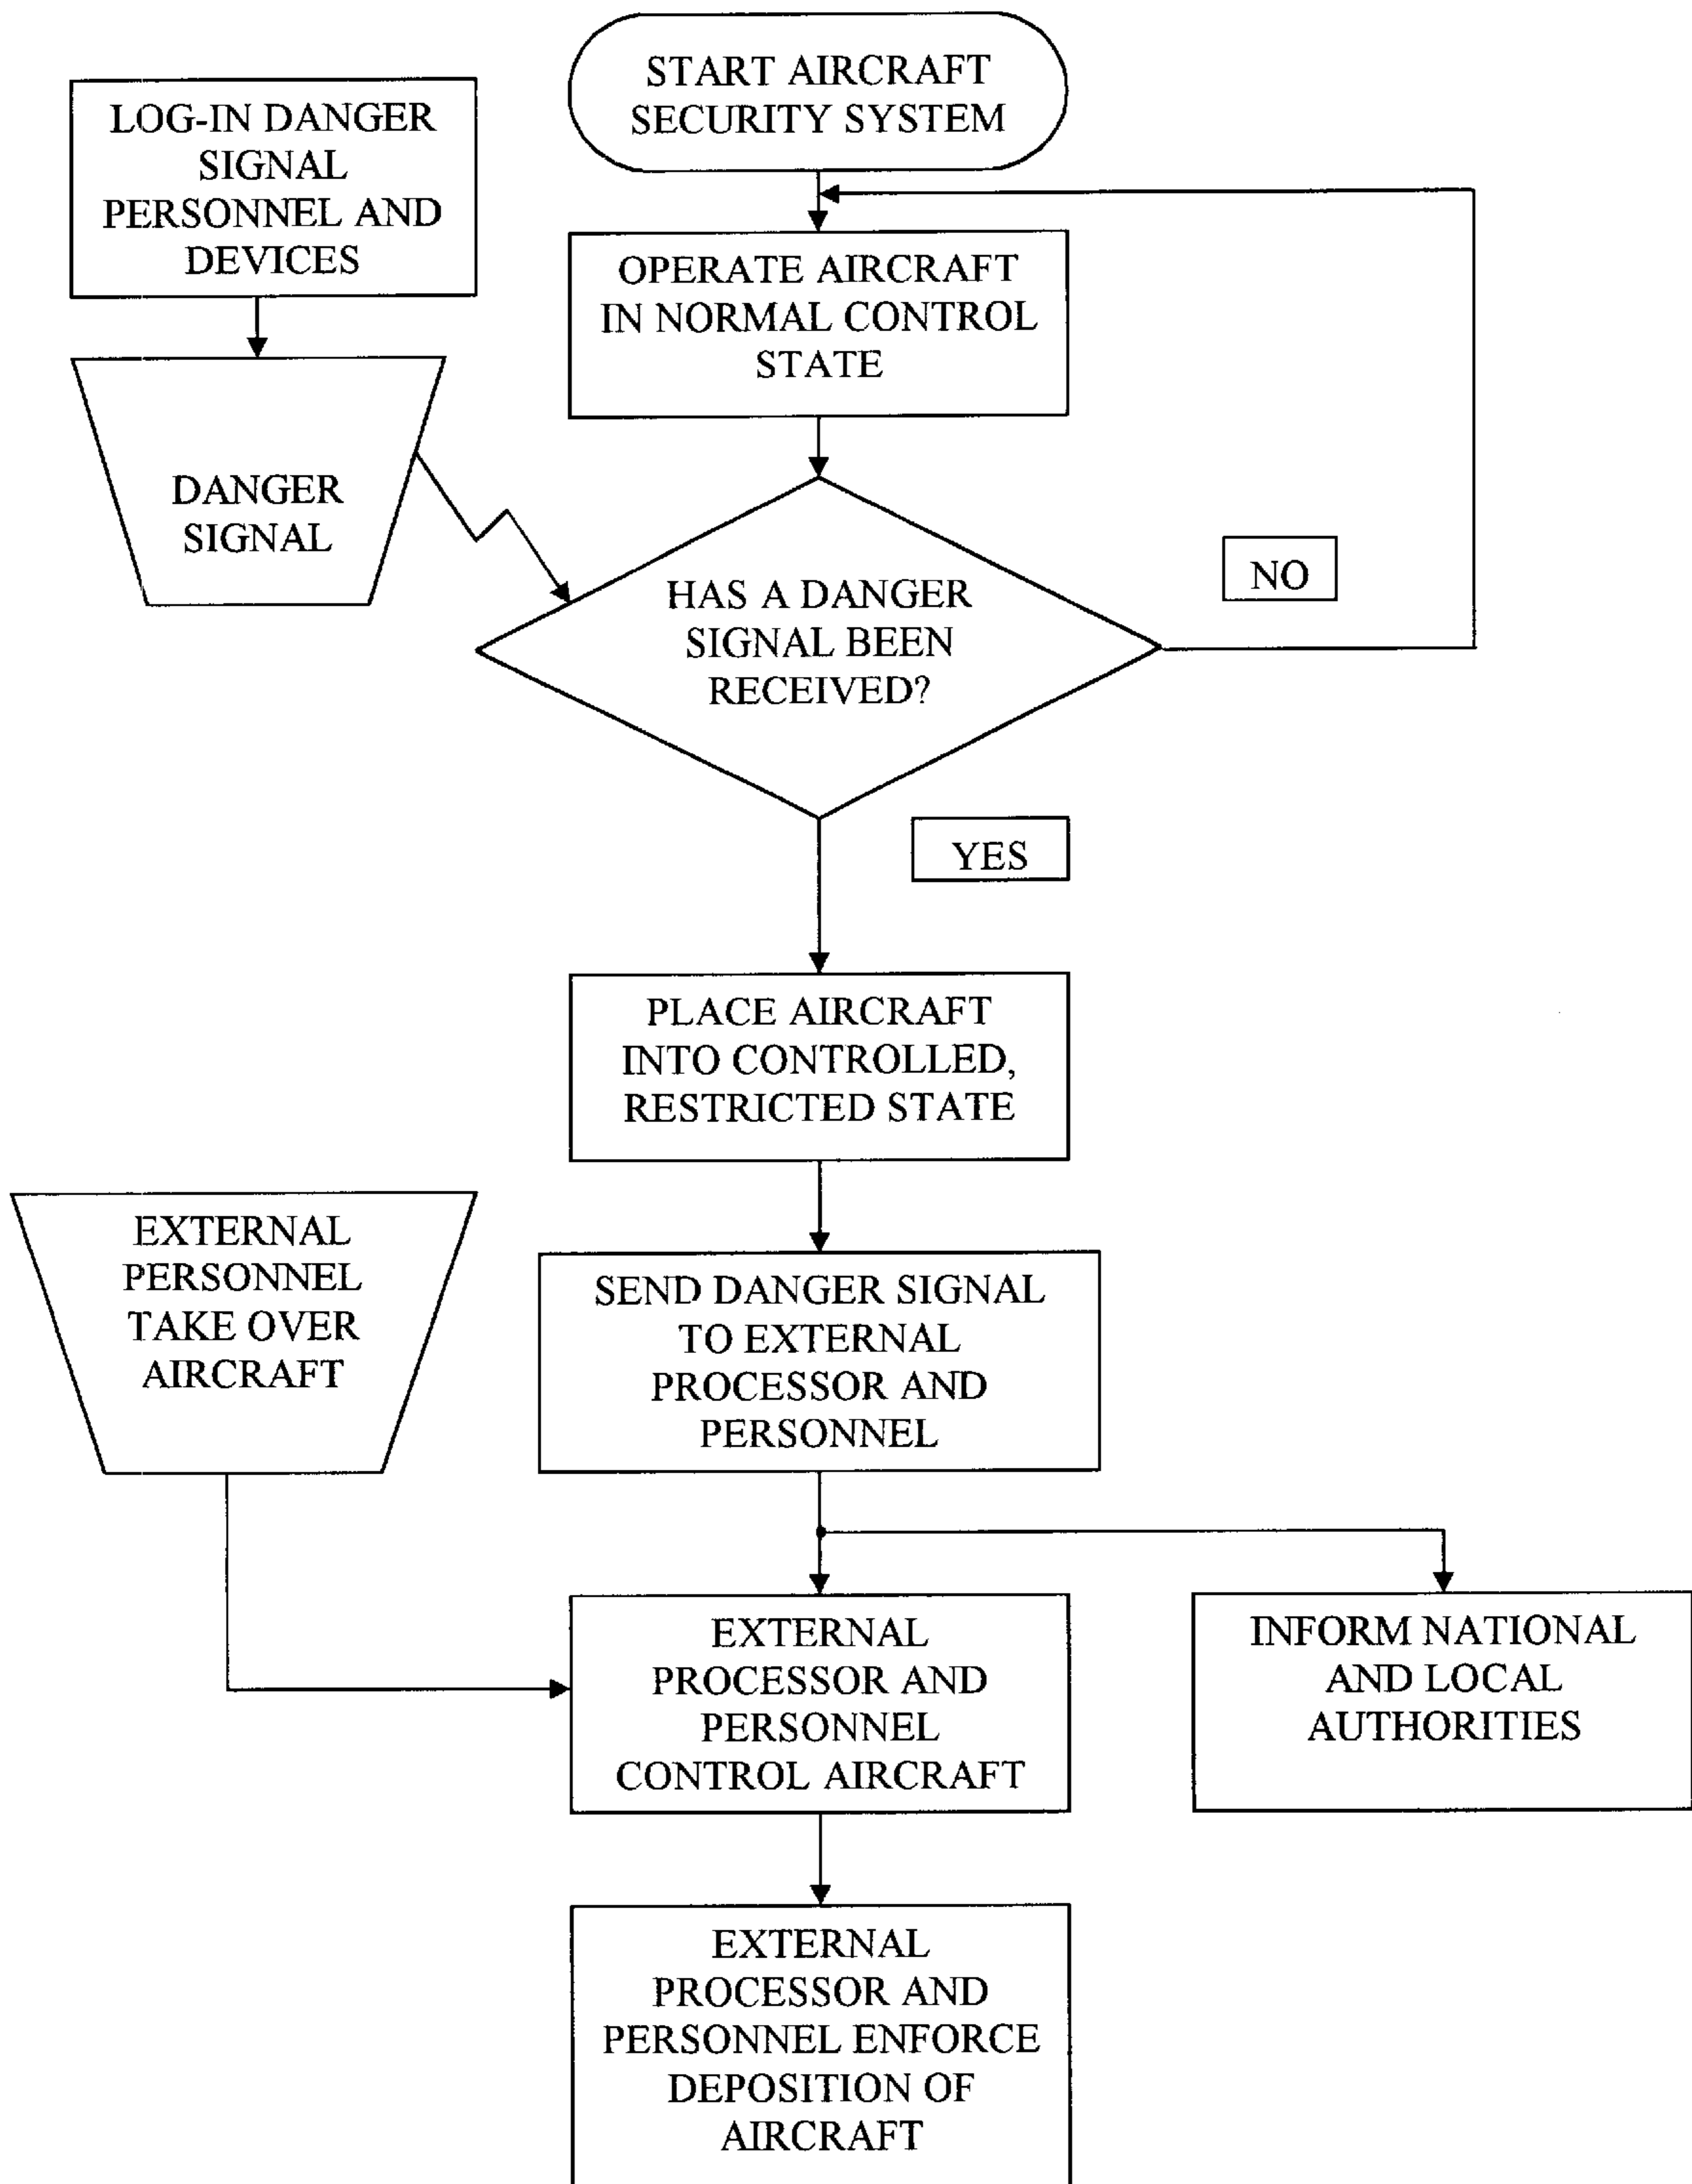 START AIRCRAFT
SECURITY SYSTEM
LOG-IN DANGER
SIGNAL
PERSONNEL AND
DEVICES
OPERATE AIRCRAFT
IN NORMAL CONTROL
STATE
DANGER
SIGNAL
HAS A DANGER
SIGNAL BEEN
RECEIVED?
NO
YES
PLACE AIRCRAFT
INTO CONTROLLED,
RESTRICTED STATE
EXTERNAL
PERSONNEL
TAKE OVER
AIRCRAFT
SEND DANGER SIGNAL
TO EXTERNAL
PROCESSOR AND
PERSONNEL
EXTERNAL
PROCESSOR AND
PERSONNEL
CONTROL AIRCRAFT
INFORM NATIONAL
AND LOCAL
AUTHORITIES
EXTERNAL
PROCESSOR AND
PERSONNEL ENFORCE
DEPOSITION OF
AIRCRAFT